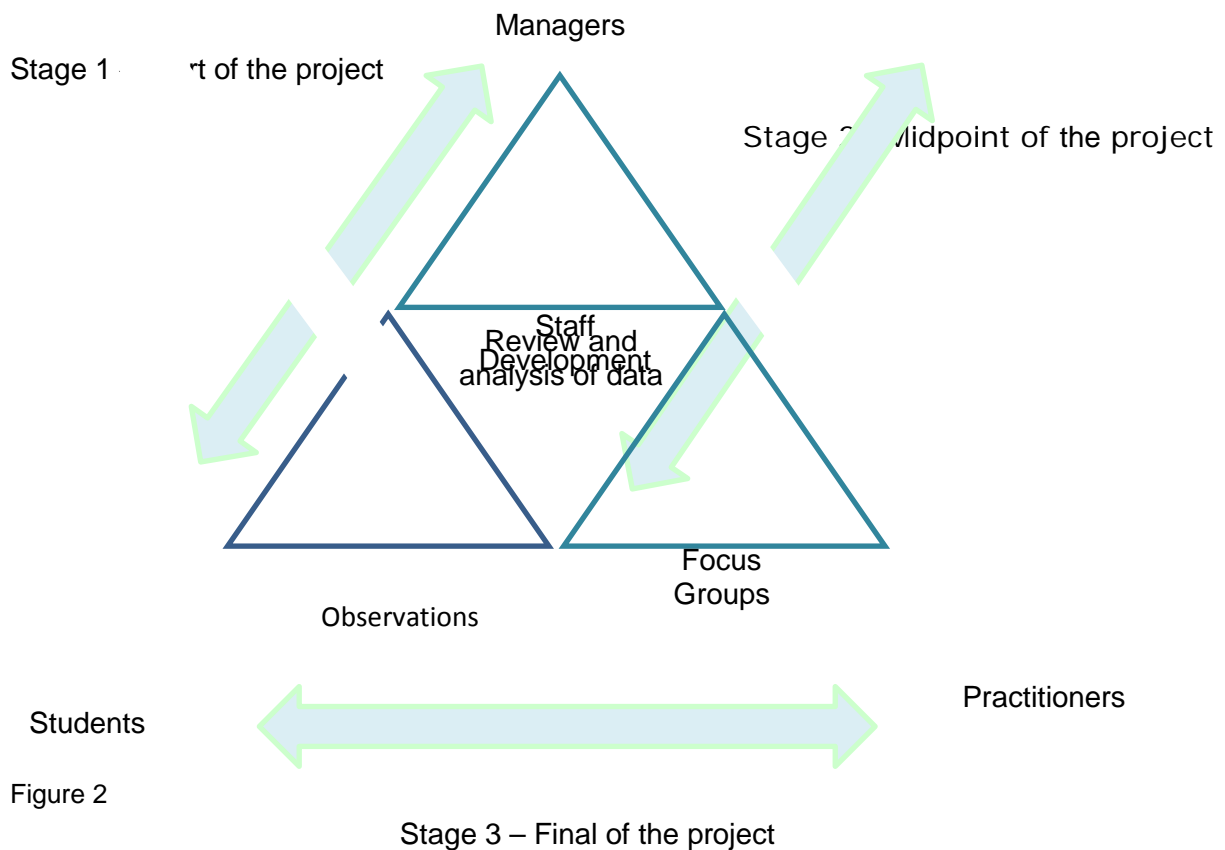 Managers
Stage 1 rt of the project
Stage 2 Midpoint of the project
Staff
Development
Review and
analysis of data
Focus
Groups
Observations
Practitioners
Students
Figure 2
Stage 3 – Final of the project